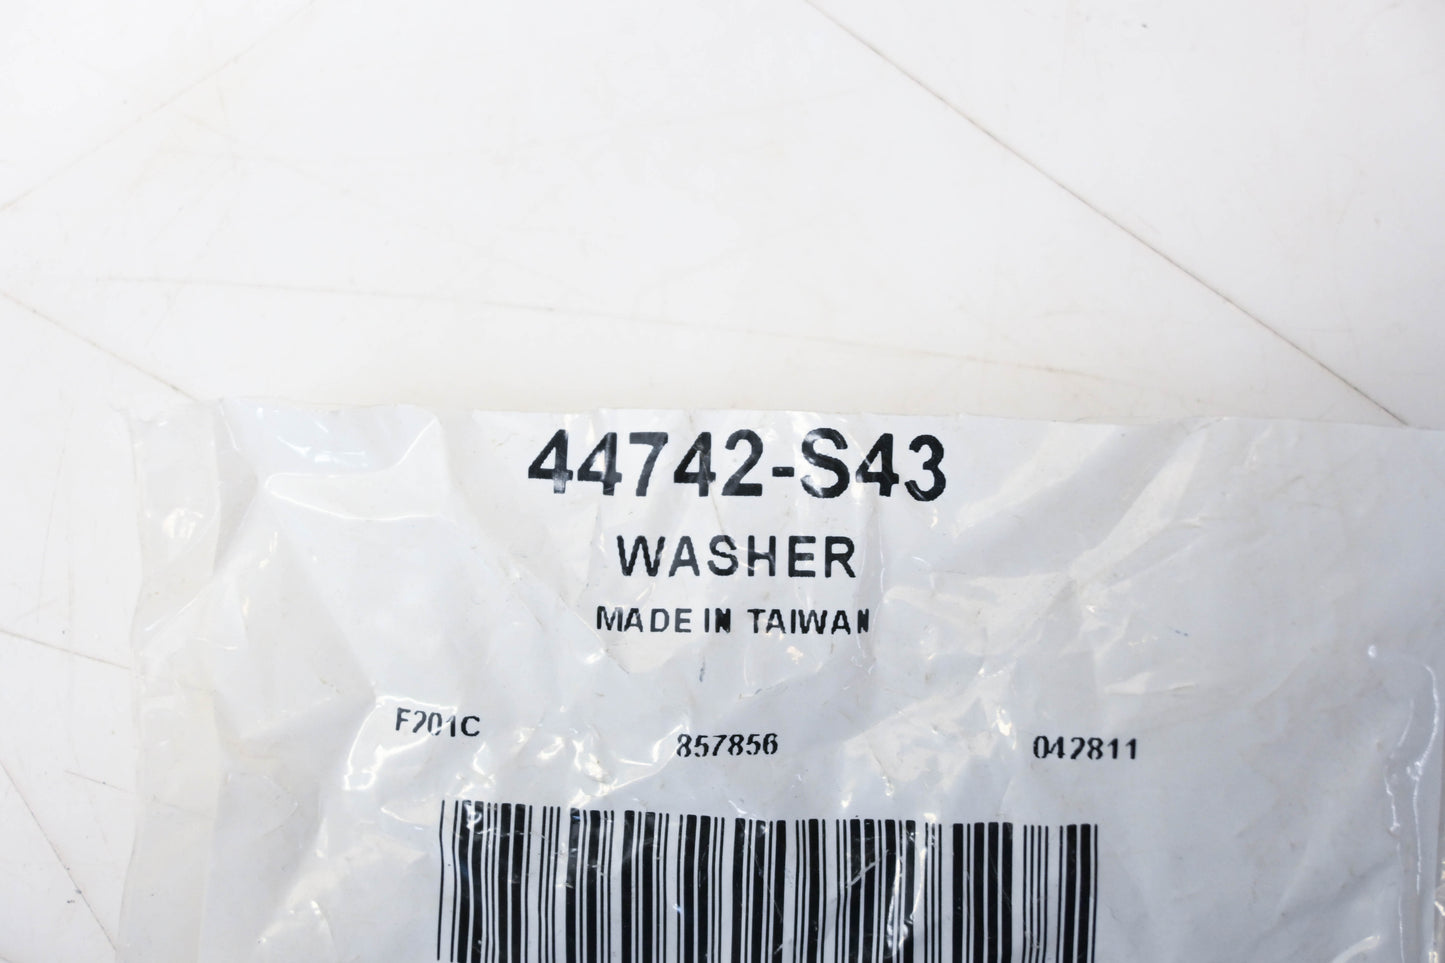 44742-S43
WASHER
MADE IN TAIWAN
F201C 857856 042811